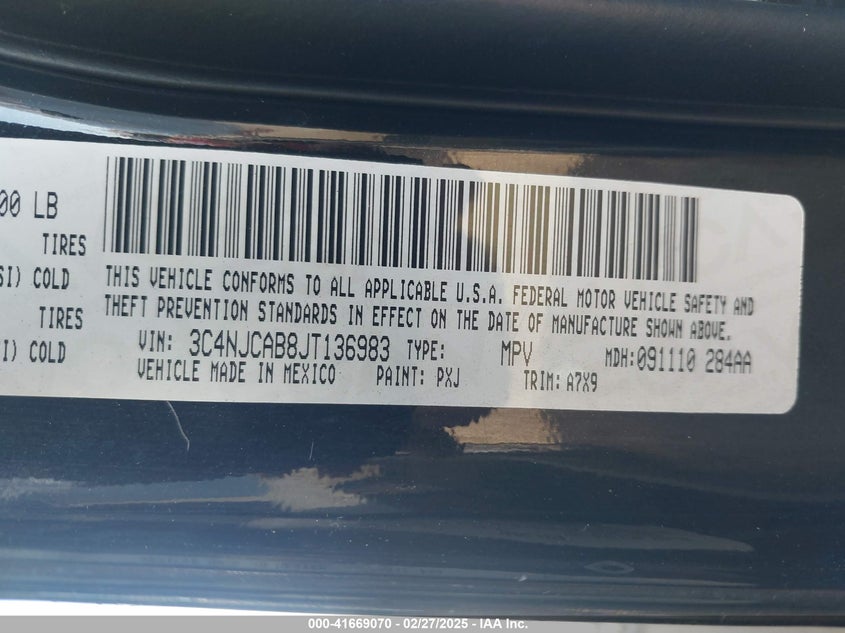 00 LB
TIRES
SI) COLD
TIRES
I) COLD
THIS VEHICLE CONFORMS TO ALL APPLICABLE U.S.A. FEDERAL MOTOR VEHICLE SAFETY AND
THEFT PREVENTION STANDARDS IN EFFECT ON THE DATE OF MANUFACTURE SHOWN ABOVE.
VIN: 3C4NJCAB8JT136983 TYPE: MPV MDH:091110 284AA
VEHICLE MADE IN MEXICO PAINT: PXJ TRIM: A7X9
000-41669070 / 02/27/2025 - IAA Inc.